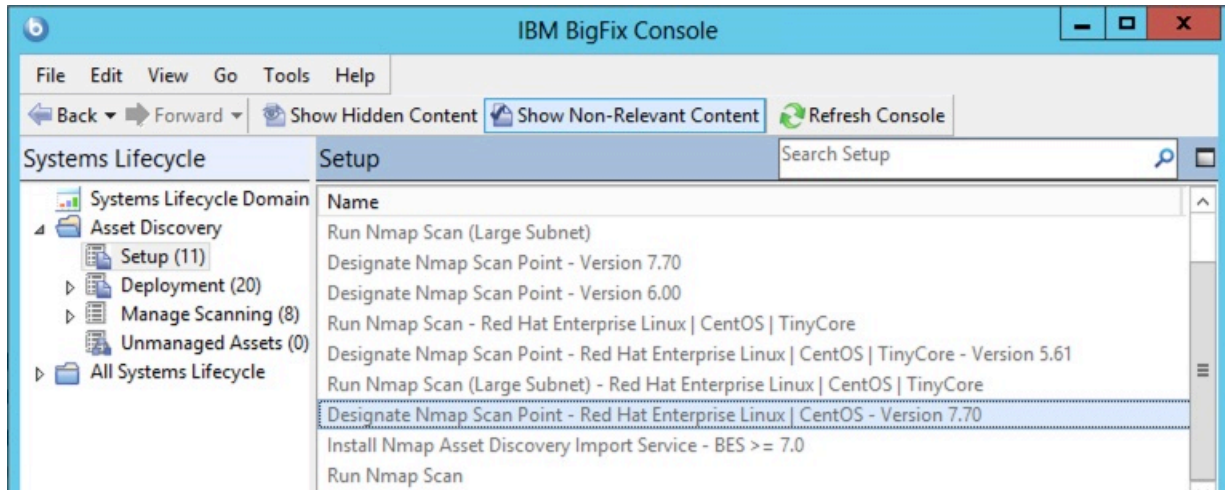 IBM BigFix Console
File Edit View Go Tools Help
Back Forward Show Hidden Content Show Non-Relevant Content Refresh Console
Systems Lifecycle
Systems Lifecycle Domain
Asset Discovery
Setup (11)
Deployment (20)
Manage Scanning (8)
Unmanaged Assets (0)
All Systems Lifecycle
Setup
Search Setup
Name
Run Nmap Scan (Large Subnet)
Designate Nmap Scan Point - Version 7.70
Designate Nmap Scan Point - Version 6.00
Run Nmap Scan - Red Hat Enterprise Linux | CentOS | TinyCore
Designate Nmap Scan Point - Red Hat Enterprise Linux | CentOS | TinyCore - Version 5.61
Run Nmap Scan (Large Subnet) - Red Hat Enterprise Linux | CentOS | TinyCore
Designate Nmap Scan Point - Red Hat Enterprise Linux | CentOS - Version 7.70
Install Nmap Asset Discovery Import Service - BES >= 7.0
Run Nmap Scan